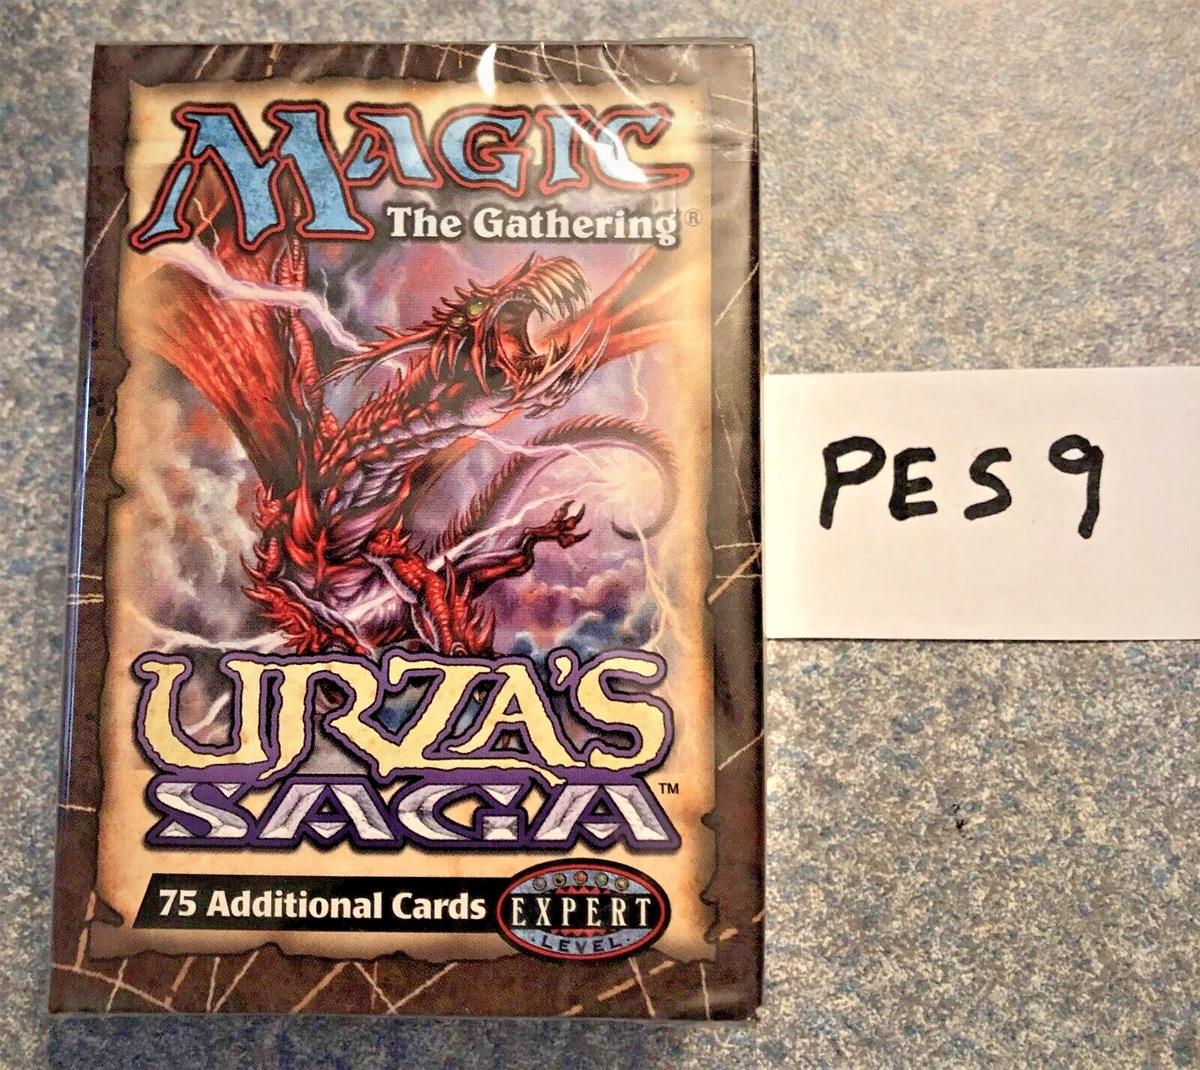 MAGIC
The Gathering®
URZA'S
SAGA™
75 Additional Cards
EXPERT
LEVEL
PES9